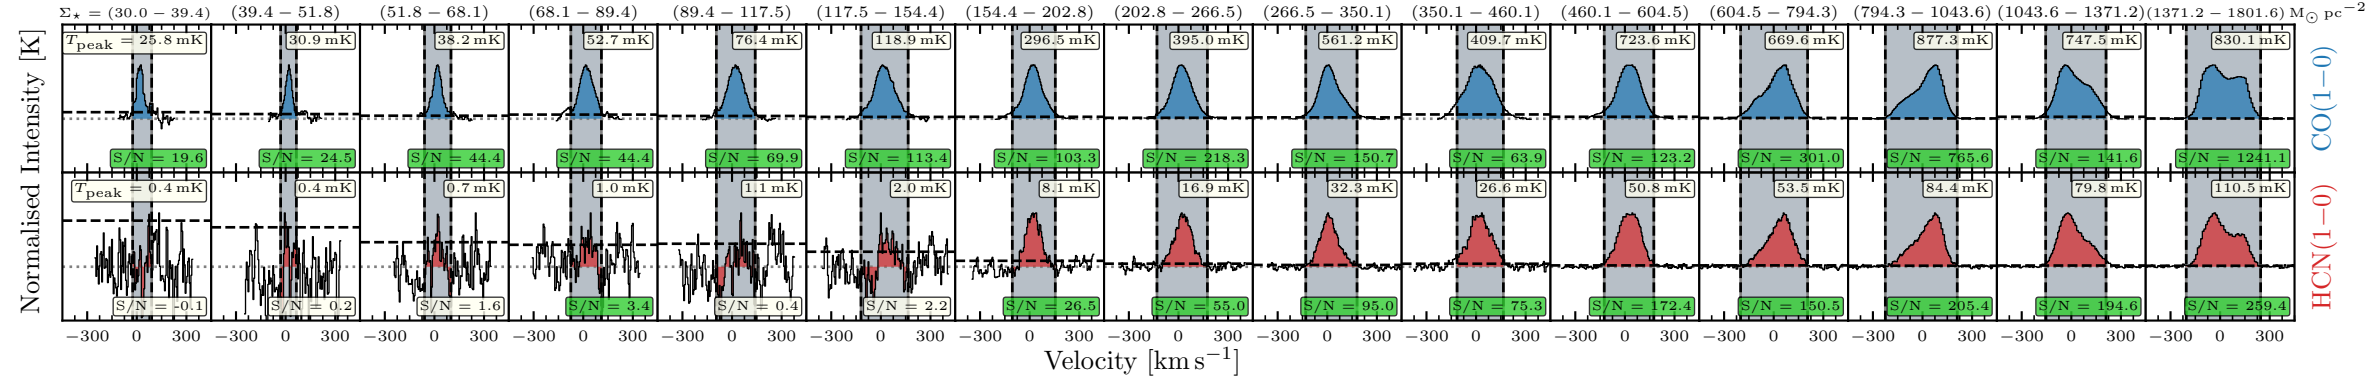 Σ⋆ = (30.0 − 39.4) (39.4 − 51.8) (51.8 − 68.1) (68.1 − 89.4) (89.4 − 117.5) (117.5 − 154.4) (154.4 − 202.8) (202.8 − 266.5) (266.5 − 350.1) (350.1 − 460.1) (460.1 − 604.5) (604.5 − 794.3) (794.3 − 1043.6) (1043.6 − 1371.2) (1371.2 − 1801.6) M⊙ pc⁻²
Normalised Intensity [K]
T_peak = 25.8 mK 30.9 mK 38.2 mK 52.7 mK 76.4 mK 118.9 mK 296.5 mK 395.0 mK 561.2 mK 409.7 mK 723.6 mK 669.6 mK 877.3 mK 747.5 mK 830.1 mK
S/N = 19.6 S/N = 24.5 S/N = 44.4 S/N = 44.4 S/N = 69.9 S/N = 113.4 S/N = 103.3 S/N = 218.3 S/N = 150.7 S/N = 63.9 S/N = 123.2 S/N = 301.0 S/N = 765.6 S/N = 141.6 S/N = 1241.1
CO(1−0)
T_peak = 0.4 mK 0.4 mK 0.7 mK 1.0 mK 1.1 mK 2.0 mK 8.1 mK 16.9 mK 32.3 mK 26.6 mK 50.8 mK 53.5 mK 84.4 mK 79.8 mK 110.5 mK
S/N = -0.1 S/N = 0.2 S/N = 1.6 S/N = 3.4 S/N = 0.4 S/N = 2.2 S/N = 26.5 S/N = 55.0 S/N = 95.0 S/N = 75.3 S/N = 172.4 S/N = 150.5 S/N = 205.4 S/N = 194.6 S/N = 259.4
HCN(1−0)
−300 0 300 −300 0 300 −300 0 300 −300 0 300 −300 0 300 −300 0 300 −300 0 300 −300 0 300 −300 0 300 −300 0 300 −300 0 300 −300 0 300 −300 0 300 −300 0 300 −300 0 300
Velocity [km s⁻¹]